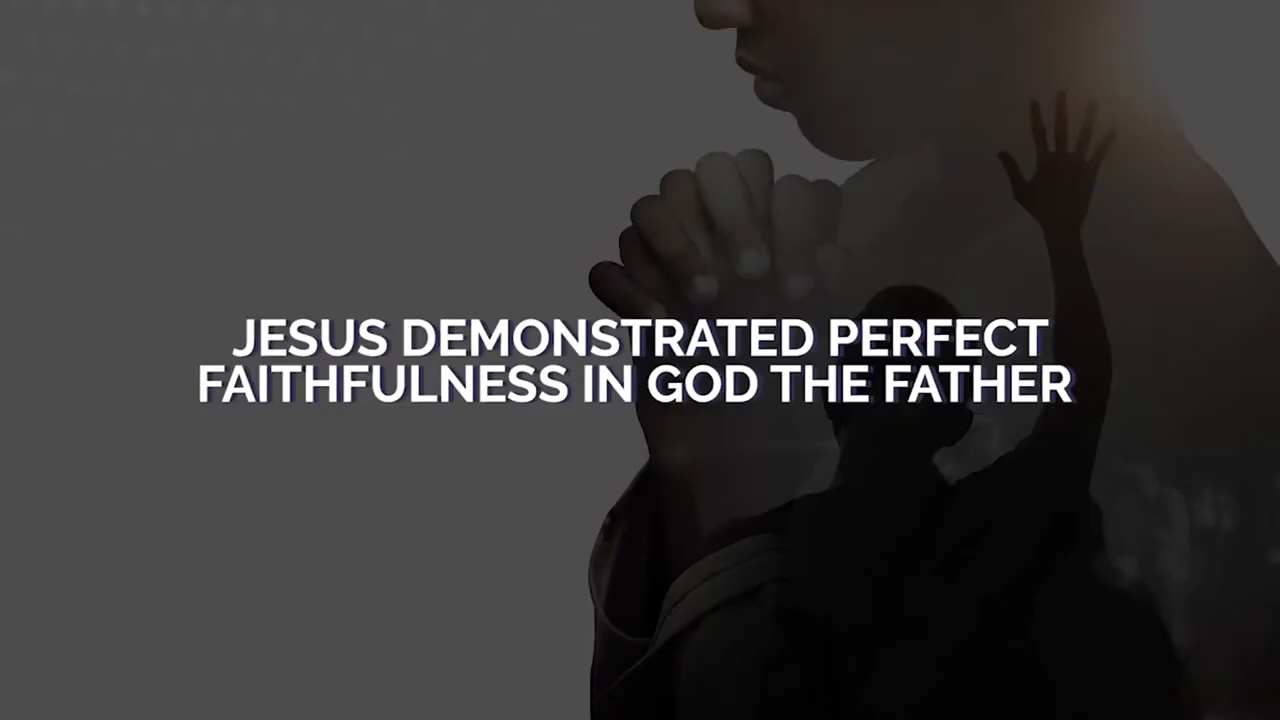 JESUS DEMONSTRATED PERFECT
FAITHFULNESS IN GOD THE FATHER